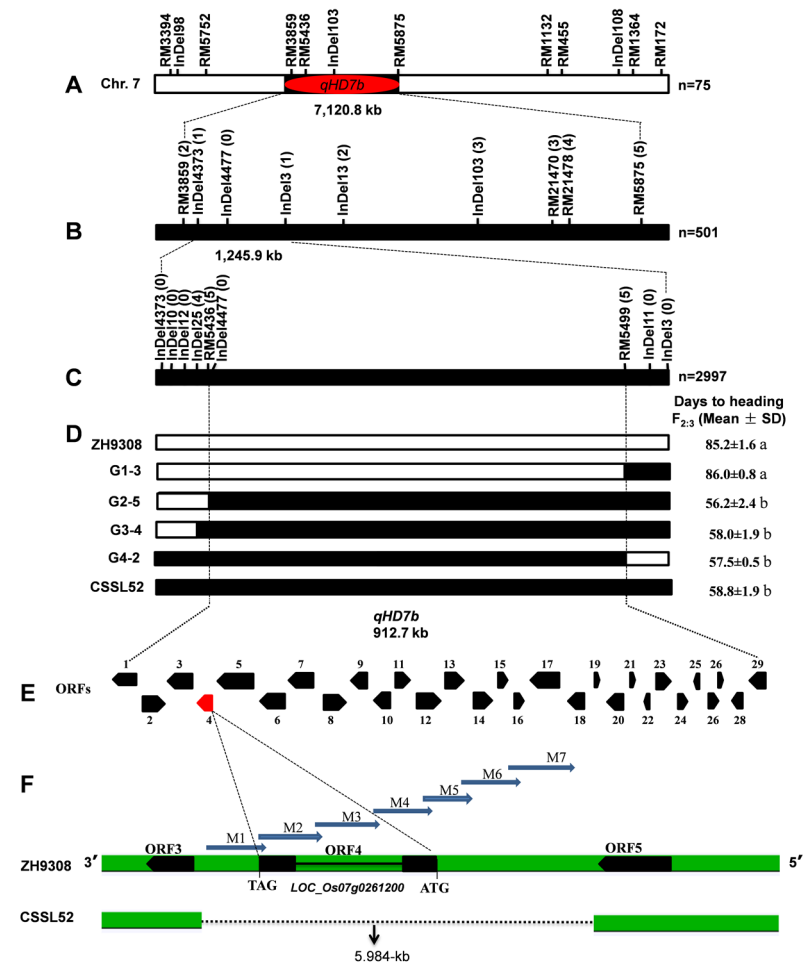 RM3394
InDel98
RM5752
RM3859
RM5436
InDel103
RM5875
RM1132
RM455
InDel108
RM1364
RM172
A
Chr. 7
qHD7b
n=75
7,120.8 kb
RM3859 (2)
InDel4373 (1)
InDel4477 (0)
InDel3 (1)
InDel13 (2)
InDel103 (3)
RM21470 (3)
RM21478 (4)
RM5875 (5)
B
n=501
1,245.9 kb
InDel4373 (0)
InDel10 (0)
InDel12 (0)
InDel25 (4)
RM5436 (5)
InDel4477 (0)
RM5499 (5)
InDel11 (0)
InDel3 (0)
C
n=2997
Days to heading
F2:3 (Mean ± SD)
D
ZH9308
85.2±1.6 a
G1-3
86.0±0.8 a
G2-5
56.2±2.4 b
G3-4
58.0±1.9 b
G4-2
57.5±0.5 b
CSSL52
58.8±1.9 b
qHD7b
912.7 kb
1 3 5 7 9 11 13 15 17 19 21 23 25 26 29
E
ORFs
2 4 6 8 10 12 14 16 18 20 22 24 26 28
F
M7
M6
M5
M4
M3
M2
M1
ORF3 ORF4 ORF5
ZH9308 3′ 5′
TAG LOC_Os07g0261200 ATG
CSSL52
5.984-kb